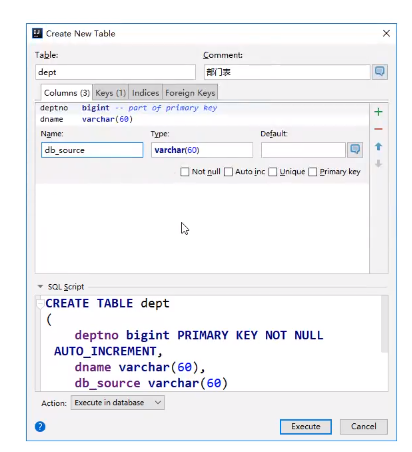 Create New Table
Table:
Comment:
dept
部门表
Columns (3) Keys (1) Indices Foreign Keys
deptno bigint -- part of primary key
dname varchar(60)
Name:
Type:
Default:
db_source
varchar(60)
Not null Auto inc Unique Primary key
SQL Script
CREATE TABLE dept
(
deptno bigint PRIMARY KEY NOT NULL
AUTO_INCREMENT,
dname varchar(60),
db_source varchar(60)
Action: Execute in database
? Execute Cancel